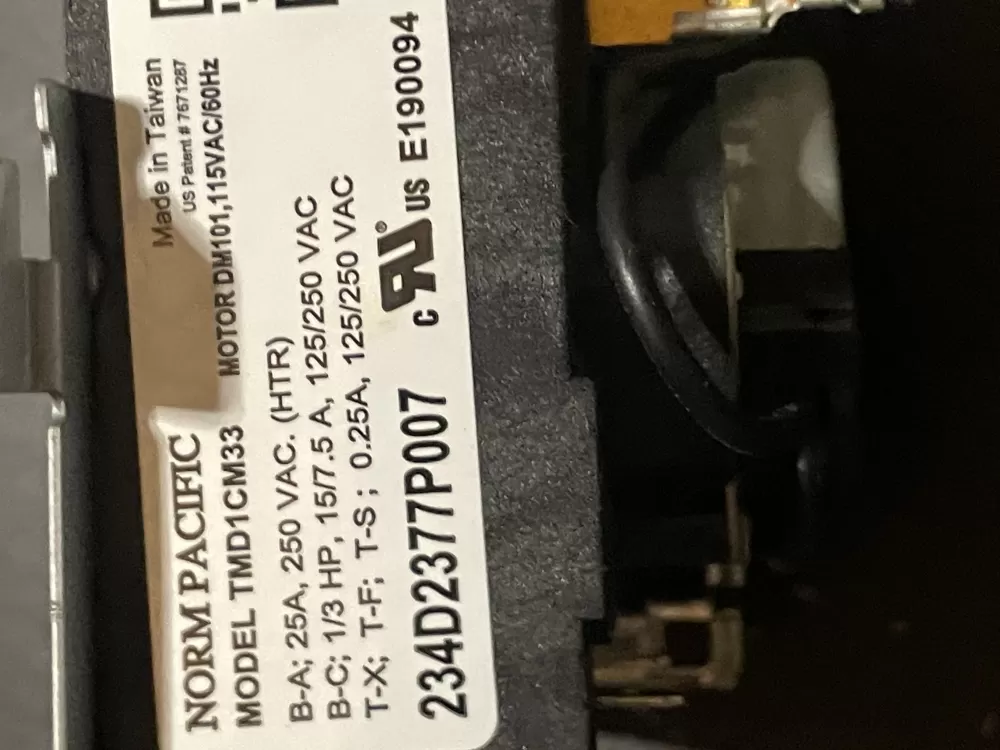 NORM PACIFIC Made in Taiwan
US Patent # 7671287
MODEL TMD1CM33 MOTOR DM101,115VAC/60Hz
B-A; 25A, 250 VAC. (HTR)
B-C; 1/3 HP, 15/7.5 A, 125/250 VAC
T-X; T-F; T-S ; 0.25A, 125/250 VAC
234D2377P007 c RU® US E190094